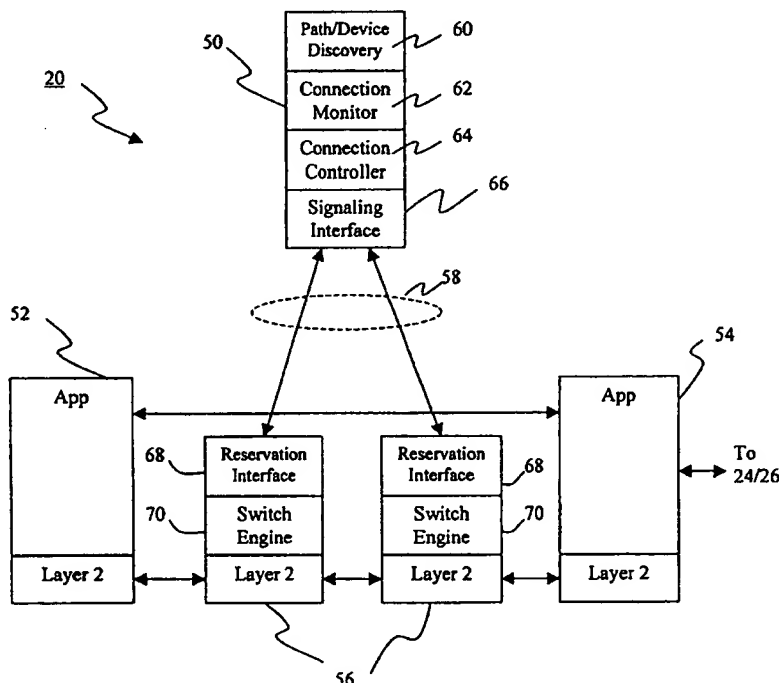 Path/Device
Discovery
60
20
50
Connection
Monitor
62
Connection
Controller
64
Signaling
Interface
66
58
52
54
App
App
To
24/26
68
Reservation
Interface
Reservation
Interface
68
70
Switch
Engine
Switch
Engine
70
Layer 2
Layer 2
Layer 2
Layer 2
56